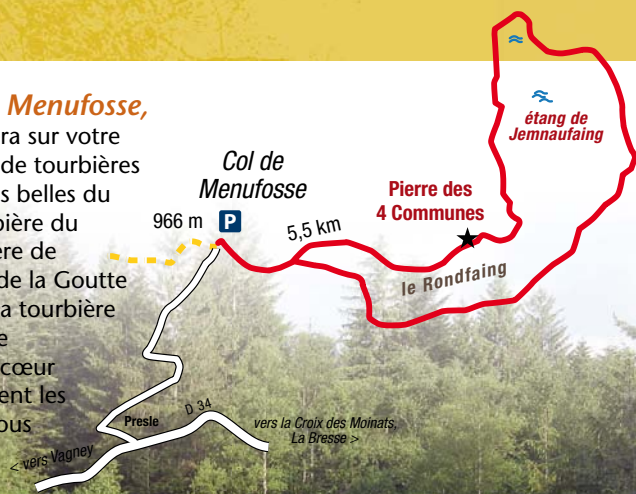 Menufosse,
ra sur votre
de tourbières
s belles du
bière du
ère de
de la Goutte
a tourbière
e
cœur
ent les
ous
Col de
Menufosse
966 m
P
5,5 km
Pierre des
4 Communes
étang de
Jemnaufaing
le Rondfaing
Presle
D 34
< vers Vagney
vers la Croix des Moinats,
La Bresse >